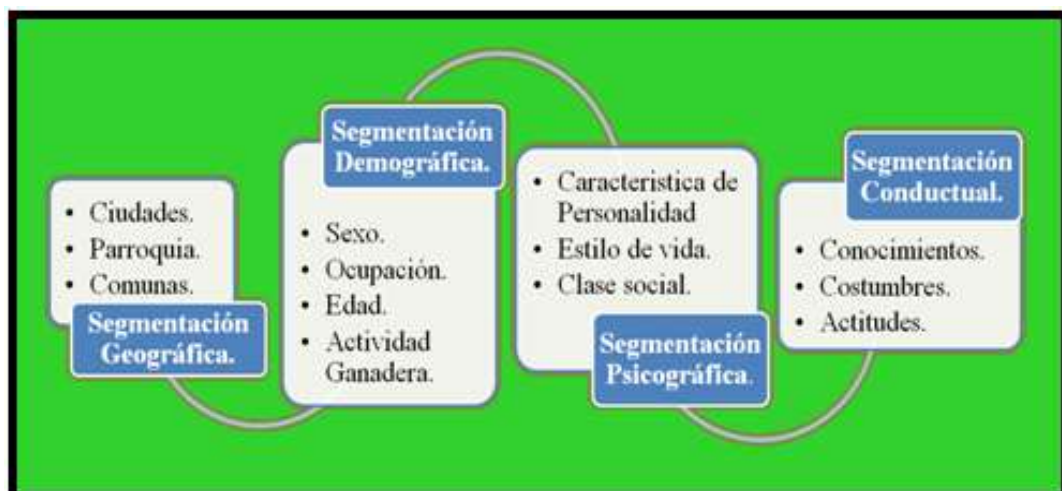 • Ciudades.
• Parroquia.
• Comunas.
Segmentación
Geográfica.
Segmentación
Demográfica.
• Sexo.
• Ocupación.
• Edad.
• Actividad
Ganadera.
• Caracteristica de
Personalidad
• Estilo de vida.
• Clase social.
Segmentación
Psicográfica.
Segmentación
Conductual.
• Conocimientos.
• Costumbres.
• Actitudes.